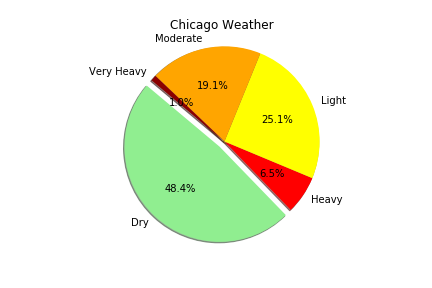 Chicago Weather
Moderate
Very Heavy
19.1%
1.0%
Light
25.1%
6.5%
48.4%
Heavy
Dry